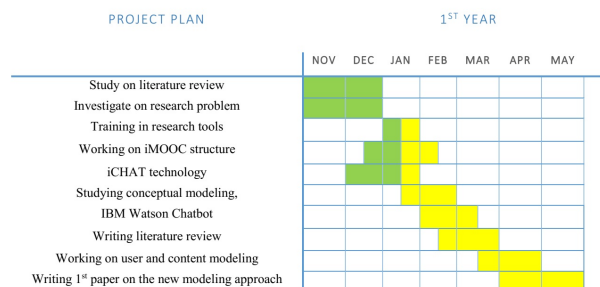 PROJECT PLAN 1ST YEAR
NOV DEC JAN FEB MAR APR MAY
Study on literature review
Investigate on research problem
Training in research tools
Working on iMOOC structure
iCHAT technology
Studying conceptual modeling,
IBM Watson Chatbot
Writing literature review
Working on user and content modeling
Writing 1st paper on the new modeling approach